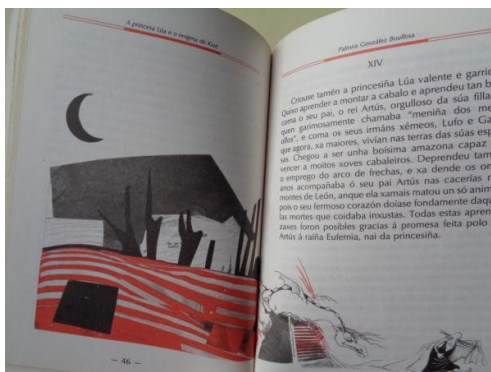 A princesa Lúa e o enigma de Kian
— 46 —
Palmira González Boullosa
XIV
Criouse tamén a princesiña Lúa valente e garrida.
Quixo aprender a montar a cabalo e aprendeu tan b
coma o seu pai, o rei Artús, orgulloso da súa filla
quen garimosamente chamaba "meniña dos me
ollos", e coma os seus irmáns xémeos, Lufo e Ga
que agora, xa maiores, vivían nas terras das súas esp
sas. Chegou a ser unha boísima amazona capaz
vencer a moitos xoves cabaleiros. Deprendeu tam
o emprego do arco de frechas, e xa dende os on
anos acompañaba ó seu pai Artús nas cacerías
montes de León, anque ela xamais matou un só anim
pois o seu fermoso corazón doíase fondamente daqu
las mortes que coidaba inxustas. Todas estas apren
zaxes foron posibles gracias á promesa feita polo
Artús á raíña Eufemia, nai da princesiña.